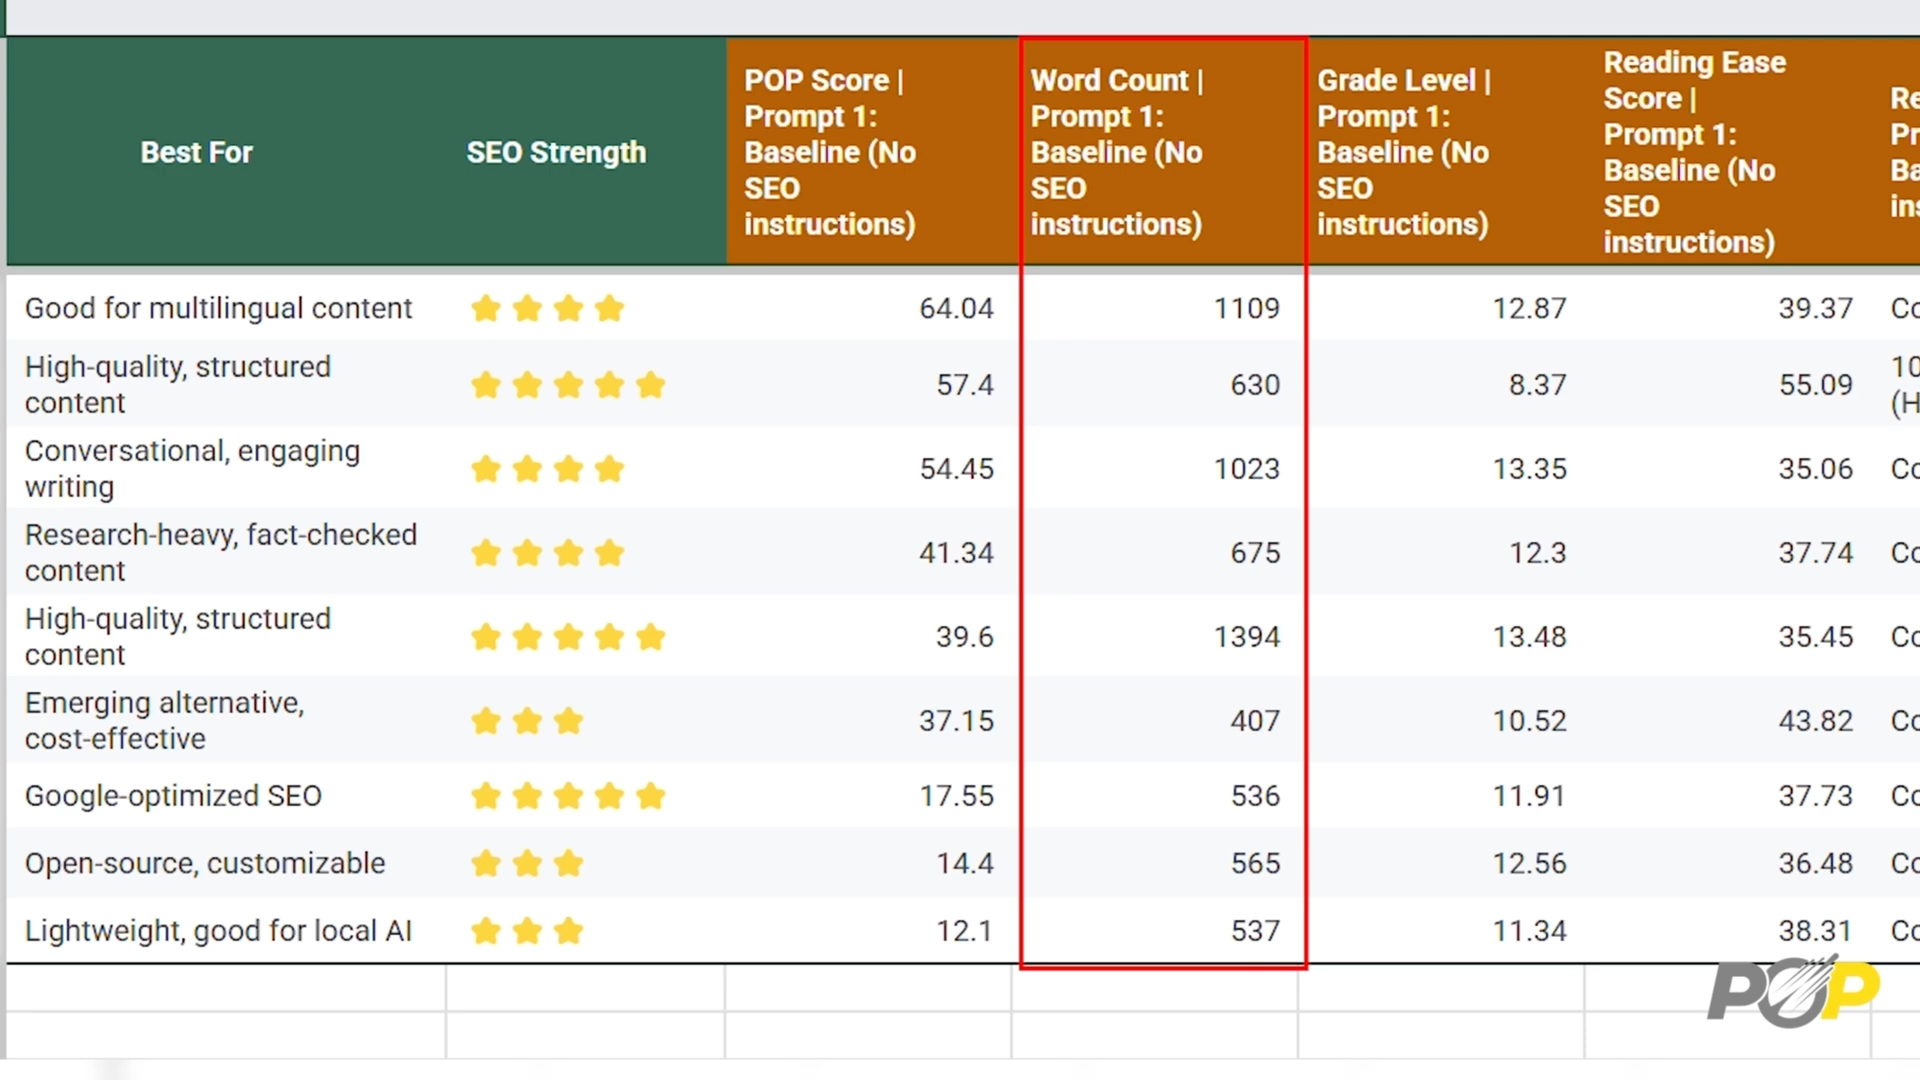 Best For
SEO Strength
POP Score |
Prompt 1:
Baseline (No
SEO
instructions)
Word Count |
Prompt 1:
Baseline (No
SEO
instructions)
Grade Level |
Prompt 1:
Baseline (No
SEO
instructions)
Reading Ease
Score |
Prompt 1:
Baseline (No
SEO
instructions)
Good for multilingual content 64.04 1109 12.87 39.37
High-quality, structured
content 57.4 630 8.37 55.09
Conversational, engaging
writing 54.45 1023 13.35 35.06
Research-heavy, fact-checked
content 41.34 675 12.3 37.74
High-quality, structured
content 39.6 1394 13.48 35.45
Emerging alternative,
cost-effective 37.15 407 10.52 43.82
Google-optimized SEO 17.55 536 11.91 37.73
Open-source, customizable 14.4 565 12.56 36.48
Lightweight, good for local AI 12.1 537 11.34 38.31
POP